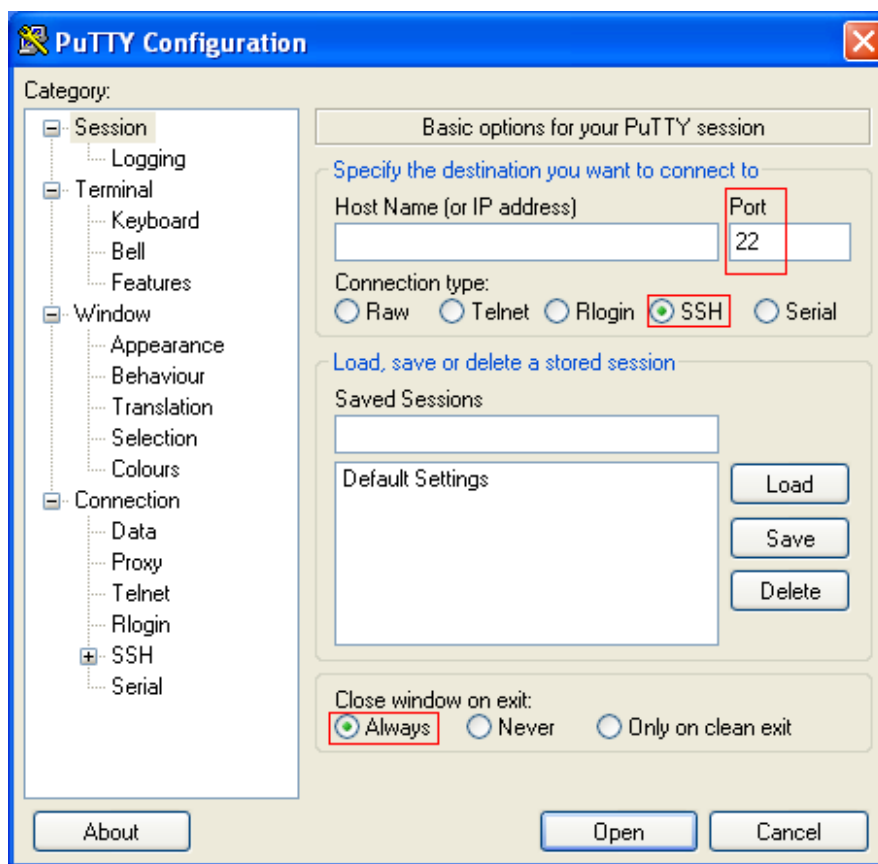 PuTTY Configuration
Category:
Session
Logging
Terminal
Keyboard
Bell
Features
Window
Appearance
Behaviour
Translation
Selection
Colours
Connection
Data
Proxy
Telnet
Rlogin
SSH
Serial
Basic options for your PuTTY session
Specify the destination you want to connect to
Host Name (or IP address) Port
22
Connection type:
Raw Telnet Rlogin SSH Serial
Load, save or delete a stored session
Saved Sessions
Default Settings
Load
Save
Delete
Close window on exit:
Always Never Only on clean exit
About Open Cancel